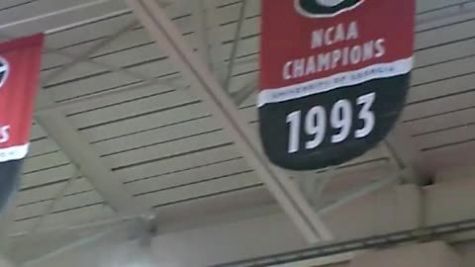 NCAA
CHAMPIONS
UNIVERSITY OF GEORGIA
1993
S